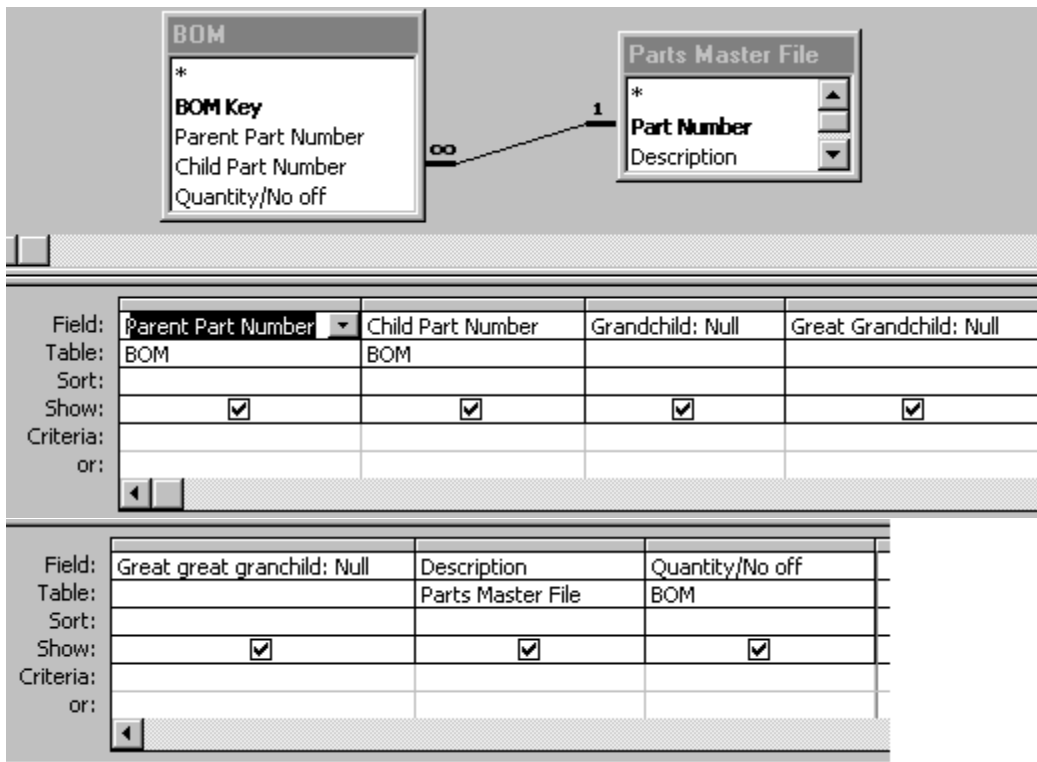 BOM
*
BOM Key
Parent Part Number
Child Part Number
Quantity/No off
∞
1
Parts Master File
*
Part Number
Description
Field: Parent Part Number Child Part Number Grandchild: Null Great Grandchild: Null
Table: BOM BOM
Sort:
Show:
Criteria:
or:
Field: Great great granchild: Null Description Quantity/No off
Table: Parts Master File BOM
Sort:
Show:
Criteria:
or: